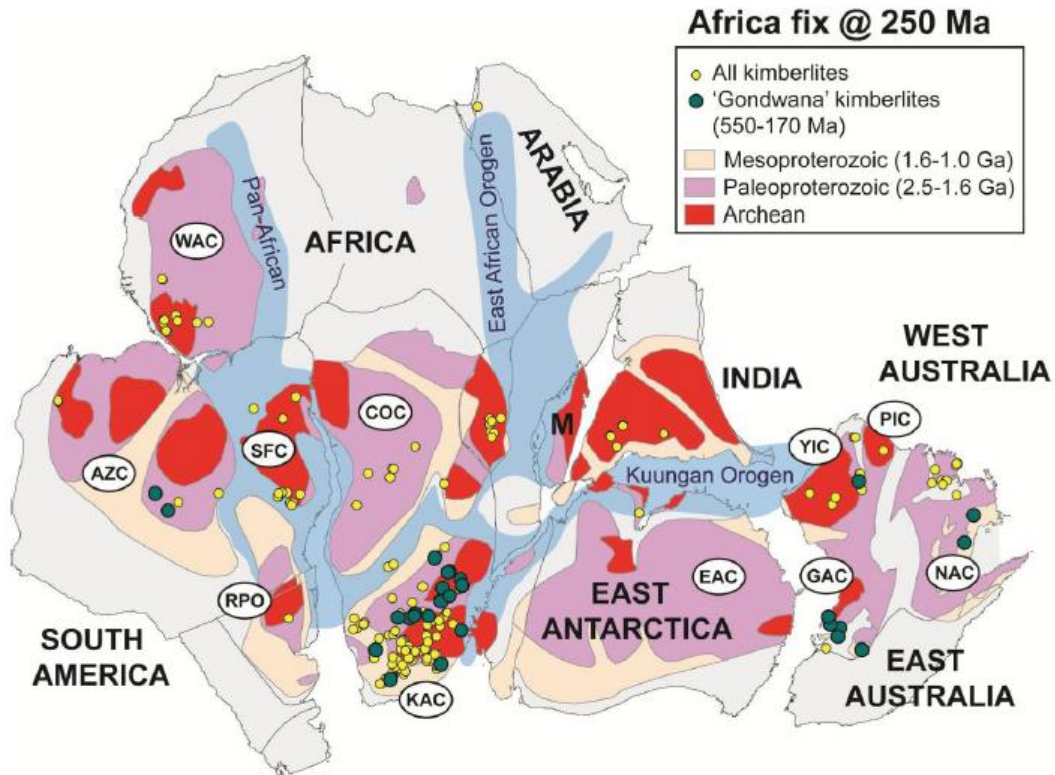 Africa fix @ 250 Ma
All kimberlites
‘Gondwana’ kimberlites
(550-170 Ma)
Mesoproterozoic (1.6-1.0 Ga)
Paleoproterozoic (2.5-1.6 Ga)
Archean
ARABIA
East African Orogen
Pan-African
WAC
AFRICA
WEST
AUSTRALIA
INDIA
COC
M
PIC
YIC
SFC
AZC
Kuungan Orogen
EAC
GAC
NAC
RPO
EAST
ANTARCTICA
SOUTH
AMERICA
EAST
AUSTRALIA
KAC